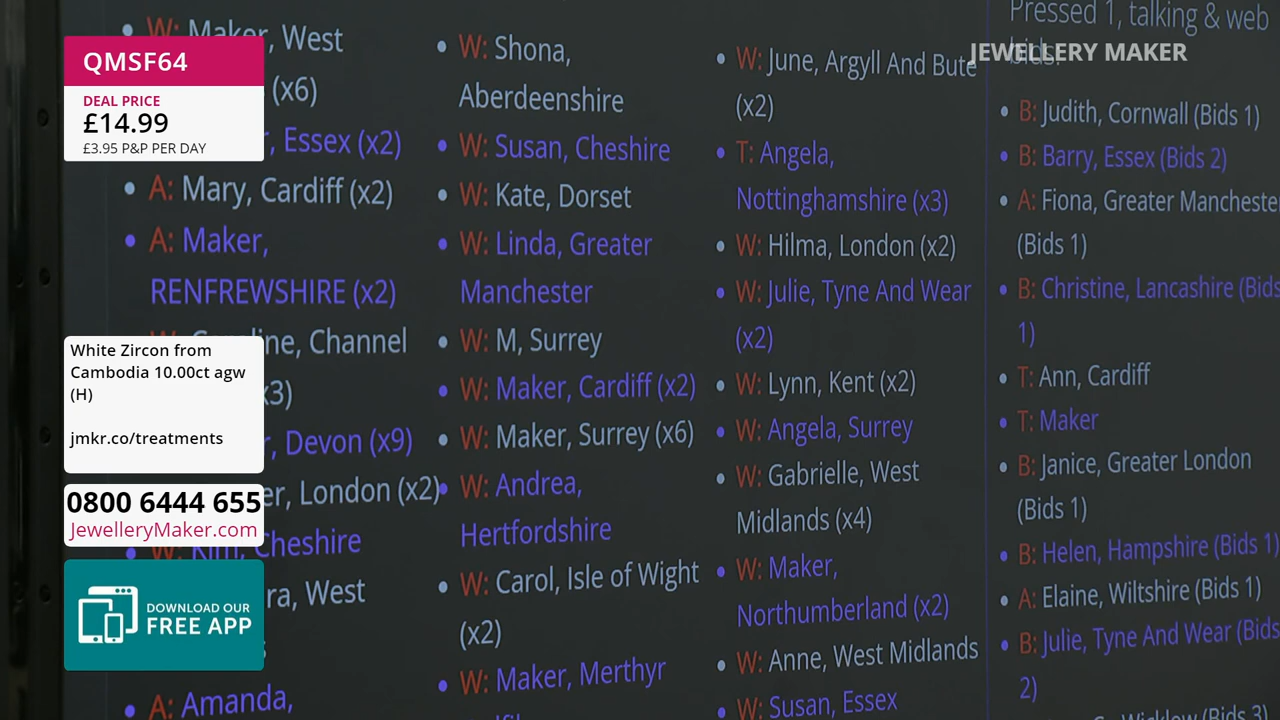 QMSF64
DEAL PRICE
£14.99
£3.95 P&P PER DAY
White Zircon from
Cambodia 10.00ct agw
(H)
jmkr.co/treatments
0800 6444 655
JewelleryMaker.com
DOWNLOAD OUR
FREE APP
JEWELLERY MAKER
W: Maker, West
(x6)
Essex (x2)
A: Mary, Cardiff (x2)
A: Maker,
RENFREWSHIRE (x2)
Channel
x3)
Devon (x9)
London (x2)
W: Kim, Cheshire
West
A: Amanda,
W: Shona,
Aberdeenshire
W: Susan, Cheshire
W: Kate, Dorset
W: Linda, Greater
Manchester
W: M, Surrey
W: Maker, Cardiff (x2)
W: Maker, Surrey (x6)
W: Andrea,
Hertfordshire
W: Carol, Isle of Wight
(x2)
W: Maker, Merthyr
W: June, Argyll And Bute
(x2)
T: Angela,
Nottinghamshire (x3)
W: Hilma, London (x2)
W: Julie, Tyne And Wear
(x2)
W: Lynn, Kent (x2)
W: Angela, Surrey
W: Gabrielle, West
Midlands (x4)
W: Maker,
Northumberland (x2)
W: Anne, West Midlands
W: Susan, Essex
Pressed 1, talking & web
bids.
B: Judith, Cornwall (Bids 1)
B: Barry, Essex (Bids 2)
A: Fiona, Greater Mancheste
(Bids 1)
B: Christine, Lancashire (Bids
1)
T: Ann, Cardiff
T: Maker
B: Janice, Greater London
(Bids 1)
B: Helen, Hampshire (Bids 1)
A: Elaine, Wiltshire (Bids 1)
B: Julie, Tyne And Wear (Bids
2)
Wicklow (Bids 3)